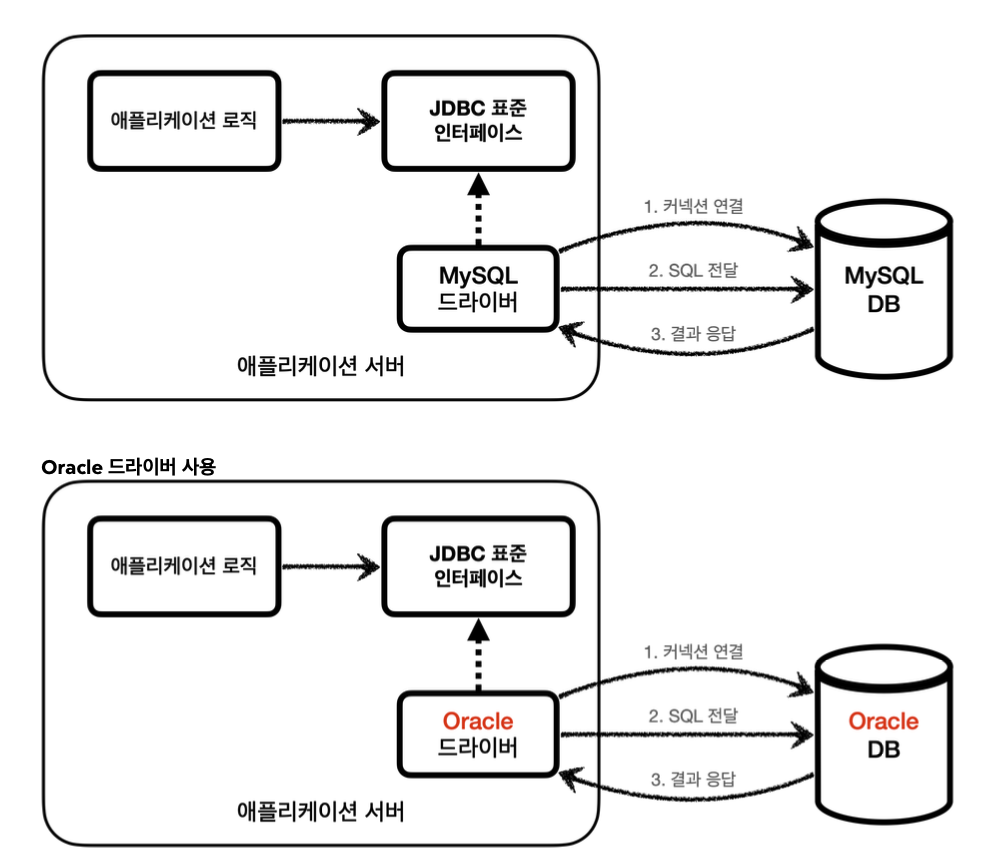 애플리케이션 로직
JDBC 표준
인터페이스
1. 커넥션 연결
2. SQL 전달
3. 결과 응답
MySQL
드라이버
MySQL
DB
애플리케이션 서버
Oracle 드라이버 사용
애플리케이션 로직
JDBC 표준
인터페이스
1. 커넥션 연결
2. SQL 전달
3. 결과 응답
Oracle
드라이버
Oracle
DB
애플리케이션 서버